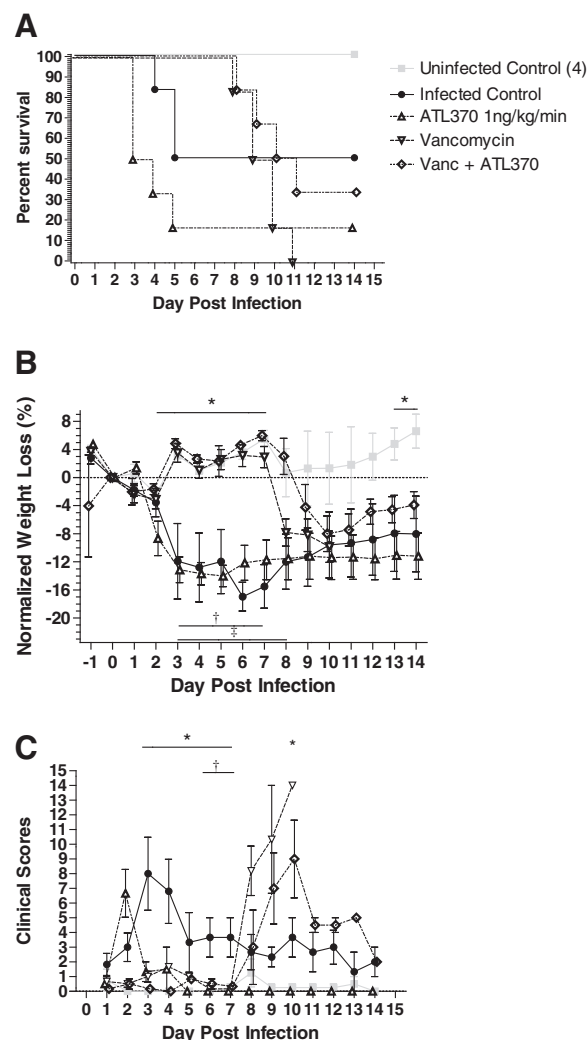 A
Percent survival
100
90
80
70
60
50
40
30
20
10
0
0 1 2 3 4 5 6 7 8 9 10 11 12 13 14 15
Day Post Infection
Uninfected Control (4)
Infected Control
ATL370 1ng/kg/min
Vancomycin
Vanc + ATL370
B
Normalized Weight Loss (%)
8
4
0
-4
-8
-12
-16
-20
* *
†
‡
-1 0 1 2 3 4 5 6 7 8 9 10 11 12 13 14
Day Post Infection
C
Clinical Scores
* *
†
15
14
13
12
11
10
9
8
7
6
5
4
3
2
1
0
0 1 2 3 4 5 6 7 8 9 10 11 12 13 14 15
Day Post Infection